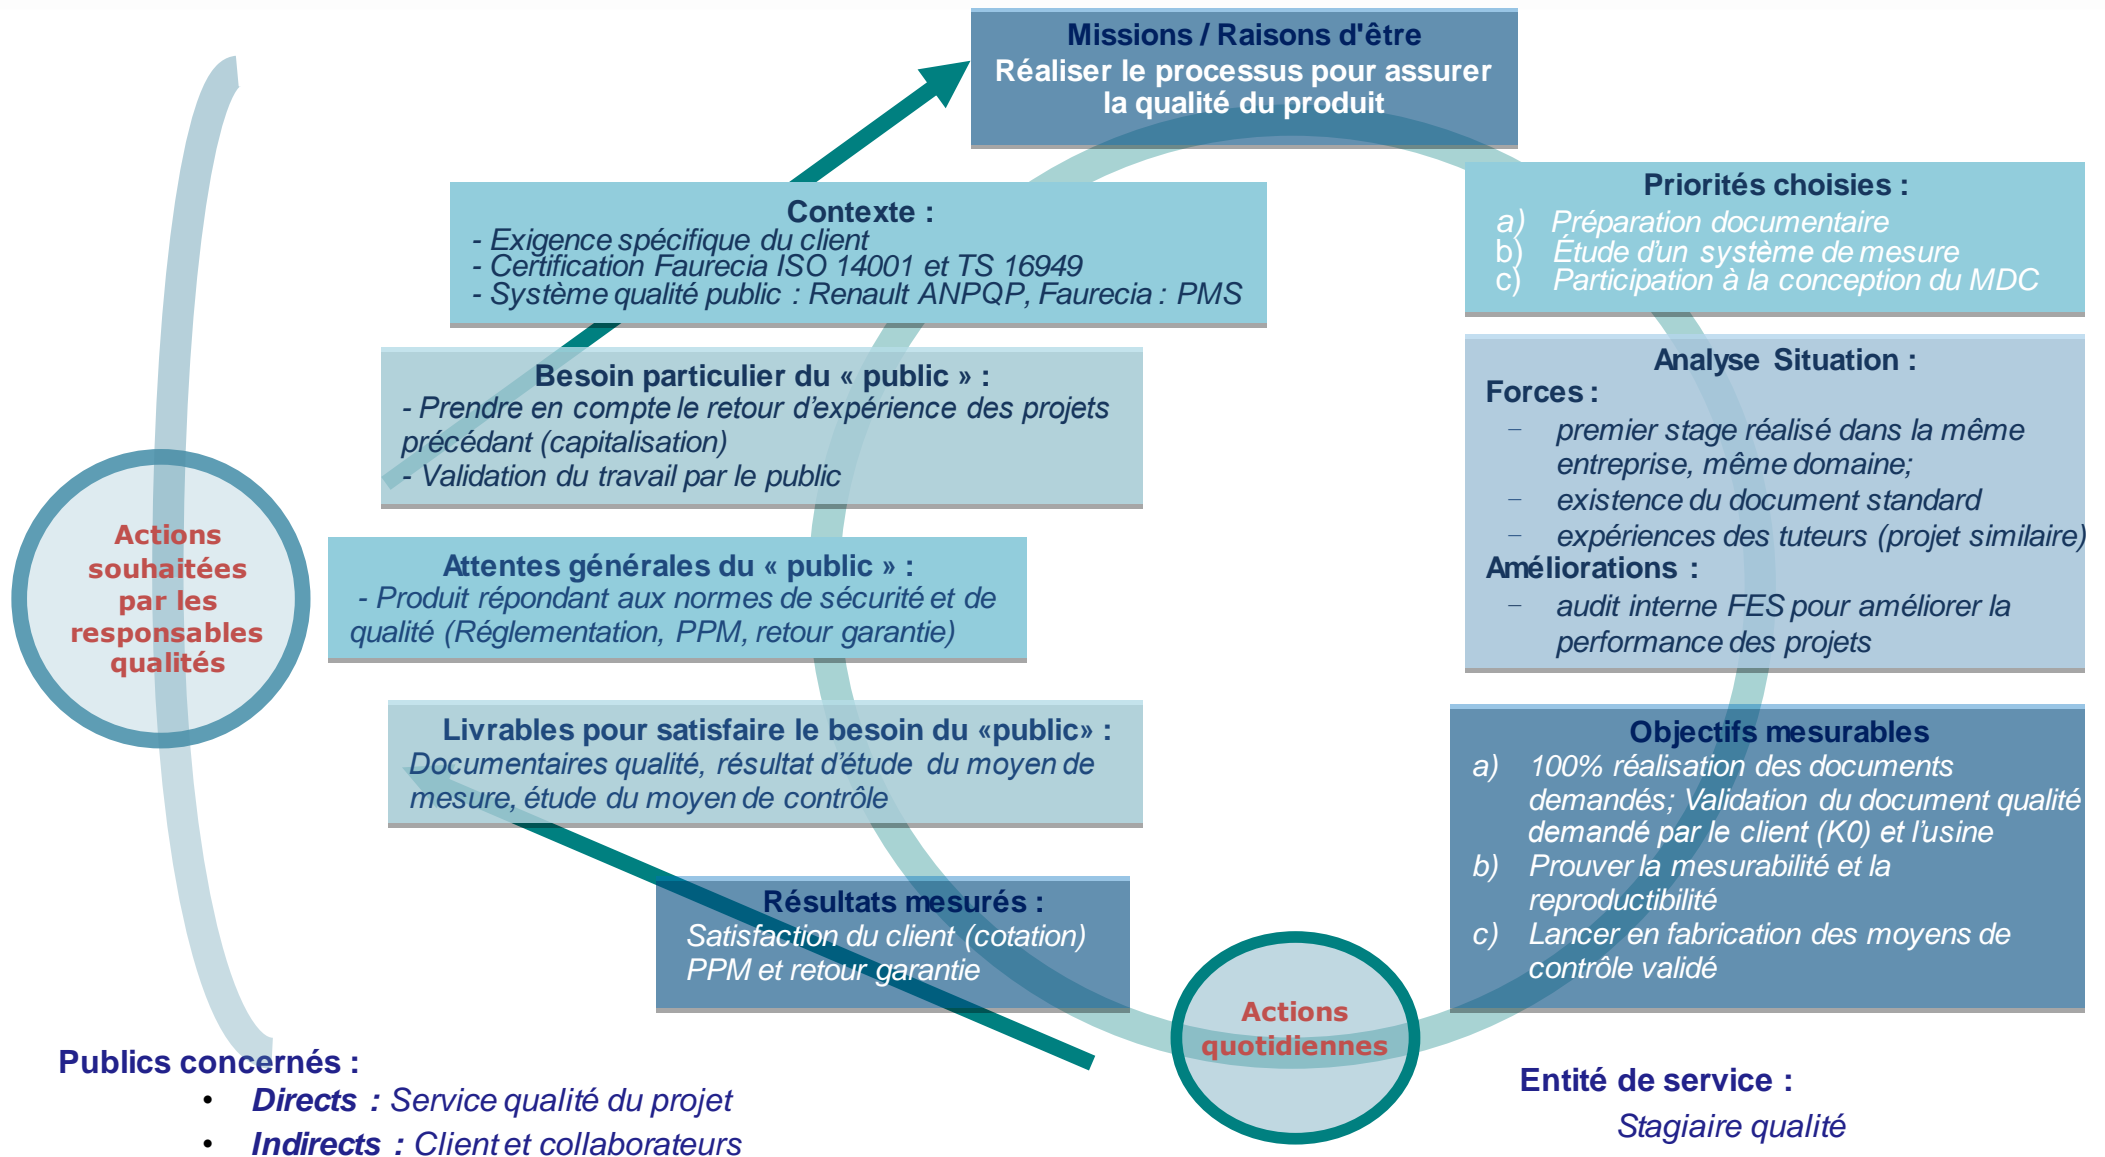 Missions / Raisons d'être
Réaliser le processus pour assurer
la qualité du produit
Contexte :
- Exigence spécifique du client
- Certification Faurecia ISO 14001 et TS 16949
- Système qualité public : Renault ANPQP, Faurecia : PMS
Besoin particulier du « public » :
- Prendre en compte le retour d'expérience des projets
précédant (capitalisation)
- Validation du travail par le public
Actions
souhaitées
par les
responsables
qualités
Attentes générales du « public » :
- Produit répondant aux normes de sécurité et de
qualité (Réglementation, PPM, retour garantie)
Livrables pour satisfaire le besoin du «public» :
Documentaires qualité, résultat d'étude du moyen de
mesure, étude du moyen de contrôle
Résultats mesurés :
Satisfaction du client (cotation)
PPM et retour garantie
Priorités choisies :
a) Préparation documentaire
b) Étude d'un système de mesure
c) Participation à la conception du MDC
Analyse Situation :
Forces :
– premier stage réalisé dans la même
entreprise, même domaine;
– existence du document standard
– expériences des tuteurs (projet similaire)
Améliorations :
– audit interne FES pour améliorer la
performance des projets
Objectifs mesurables
a) 100% réalisation des documents
demandés; Validation du document qualité
demandé par le client (K0) et l'usine
b) Prouver la mesurabilité et la
reproductibilité
c) Lancer en fabrication des moyens de
contrôle validé
Actions
quotidiennes
Publics concernés :
• Directs : Service qualité du projet
• Indirects : Client et collaborateurs
Entité de service :
Stagiaire qualité